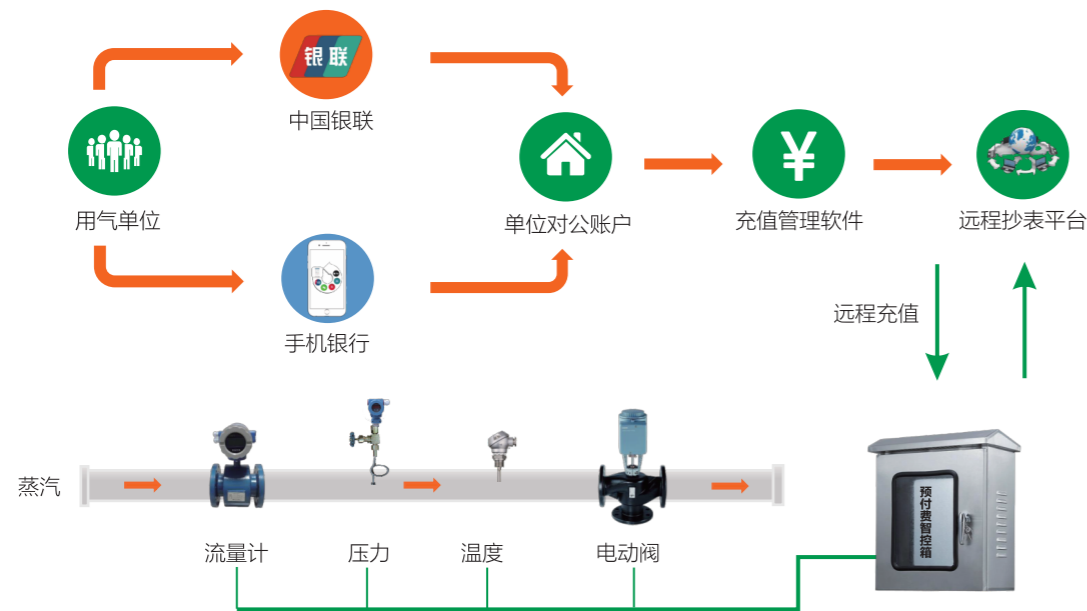 银联
中国银联
用气单位
单位对公账户
充值管理软件
远程抄表平台
手机银行
远程充值
蒸汽
预付费智控箱
流量计
压力
温度
电动阀